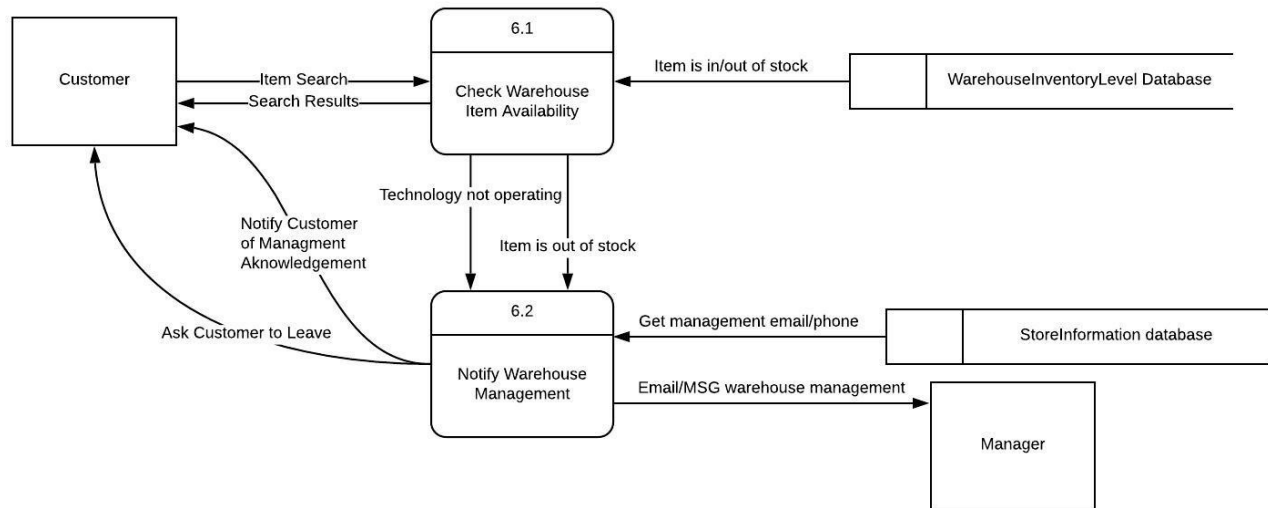 6.1
Customer
Item Search
Search Results
Check Warehouse
Item Availability
Item is in/out of stock
WarehouseInventoryLevel Database
Technology not operating
Item is out of stock
Notify Customer
of Managment
Aknowledgement
Ask Customer to Leave
6.2
Notify Warehouse
Management
Get management email/phone
StoreInformation database
Email/MSG warehouse management
Manager